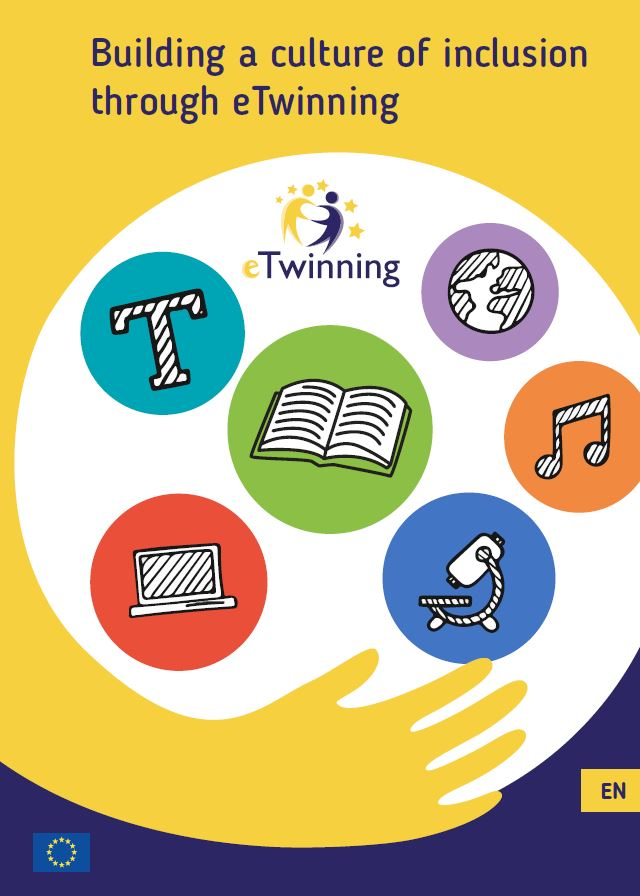 Building a culture of inclusion
through eTwinning
eTwinning
T
EN